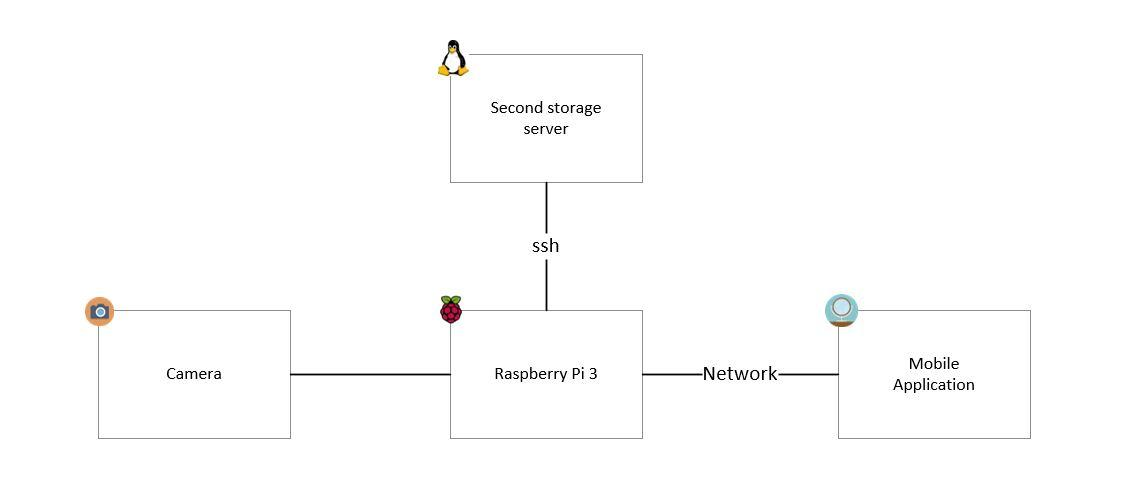 Second storage
server
ssh
Camera
Raspberry Pi 3
Network
Mobile
Application